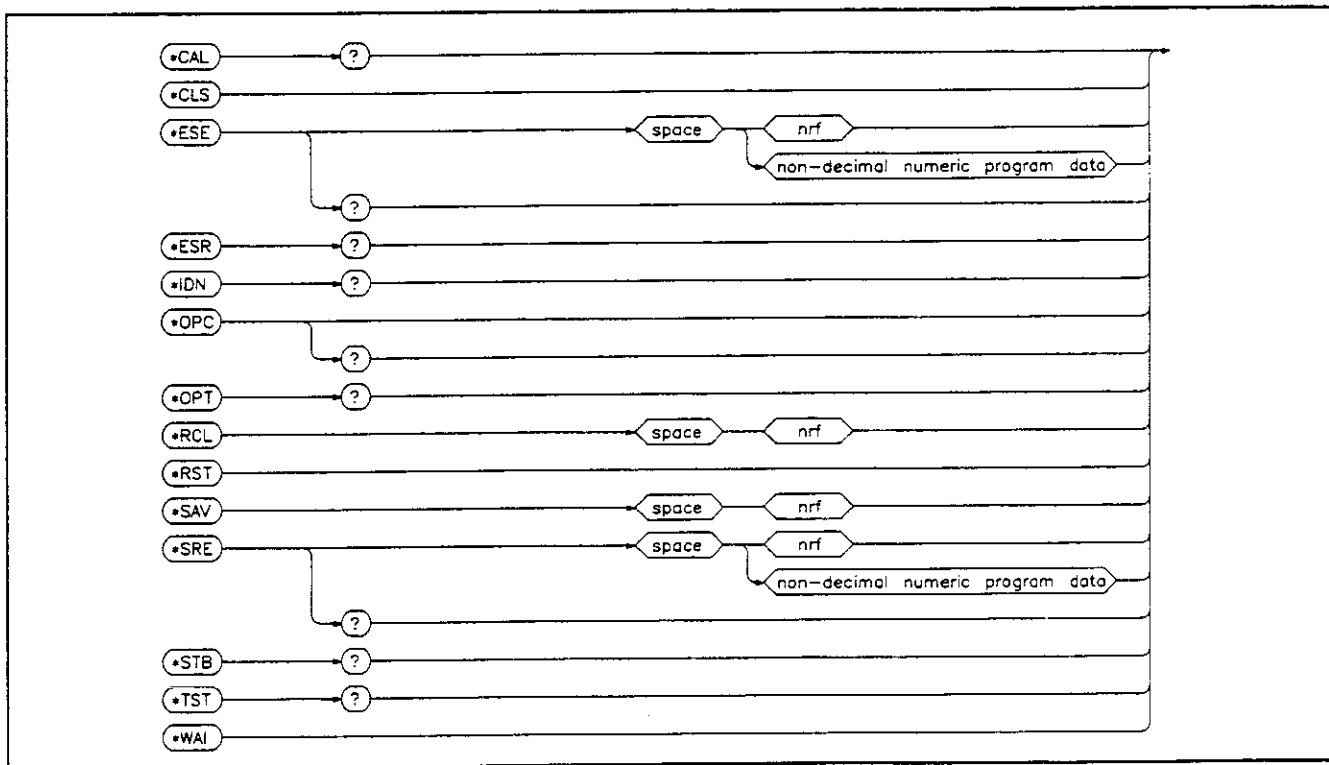 *CAL ?
*CLS
*ESE space nrf
non-decimal numeric program data
?
*ESR ?
*IDN ?
*OPC
?
*OPT ?
*RCL space nrf
*RST
*SAV space nrf
*SRE space nrf
non-decimal numeric program data
?
*STB ?
*TST ?
*WAI